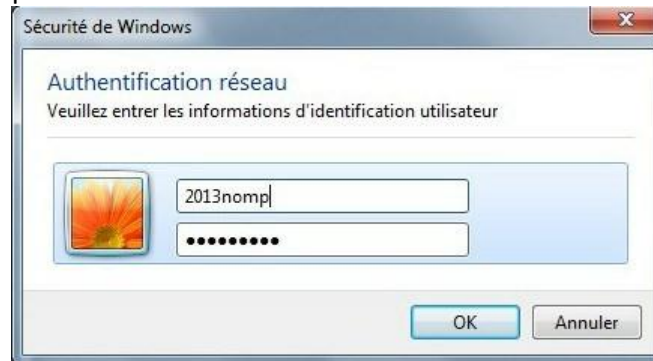 Sécurité de Windows
Authentification réseau
Veuillez entrer les informations d'identification utilisateur
2013nomp
●●●●●●●●●
OK
Annuler